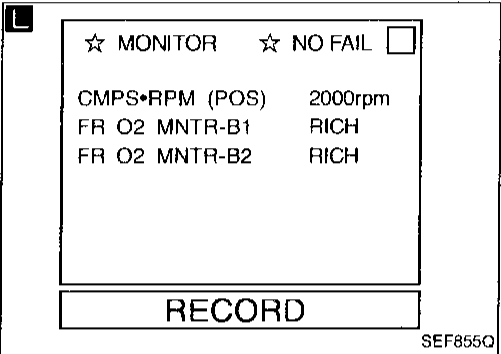 L
☆ MONITOR ☆ NO FAIL
CMPS•RPM (POS) 2000rpm
FR O2 MNTR-B1 RICH
FR O2 MNTR-B2 RICH
RECORD
SEF855Q